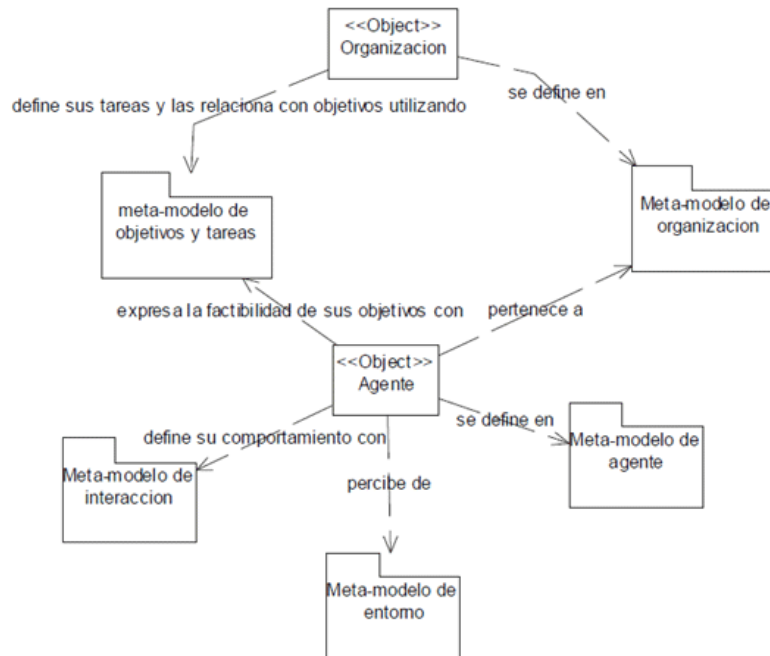 <<Object>>
Organizacion
define sus tareas y las relaciona con objetivos utilizando
se define en
meta-modelo de
objetivos y tareas
Meta-modelo de
organizacion
expresa la factibilidad de sus objetivos con
pertenece a
<<Object>>
Agente
define su comportamiento con
se define en
Meta-modelo de
interaccion
Meta-modelo de
agente
percibe de
Meta-modelo de
entorno